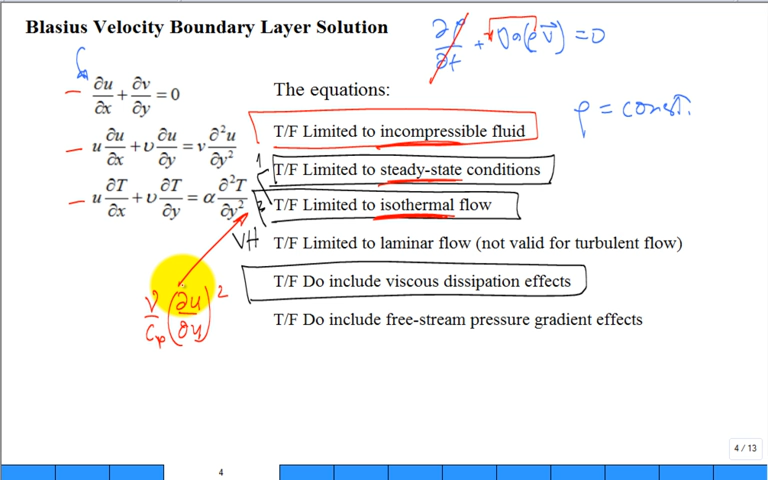 Blasius Velocity Boundary Layer Solution
∂ρ/∂t + ∇∘(ρV⃗) = 0
∂u/∂x + ∂v/∂y = 0
The equations:
ρ = const.
T/F Limited to incompressible fluid
u ∂u/∂x + υ ∂u/∂y = ν ∂²u/∂y²
1
T/F Limited to steady-state conditions
u ∂T/∂x + υ ∂T/∂y = α ∂²T/∂y²
2
T/F Limited to isothermal flow
VH
T/F Limited to laminar flow (not valid for turbulent flow)
T/F Do include viscous dissipation effects
ν/Cp (∂u/∂y)²
T/F Do include free-stream pressure gradient effects
4 / 13
4